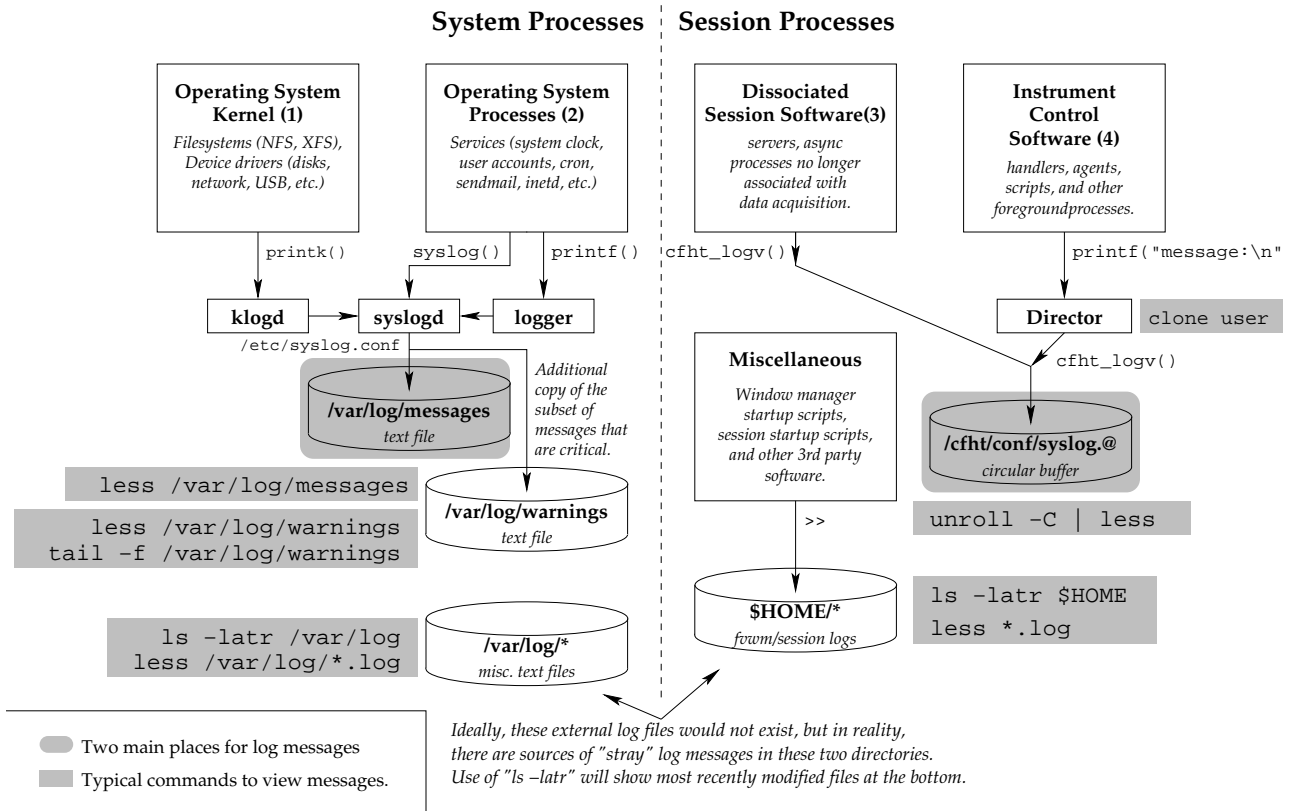 System Processes
Session Processes
Operating System
Kernel (1)
Filesystems (NFS, XFS),
Device drivers (disks,
network, USB, etc.)
Operating System
Processes (2)
Services (system clock,
user accounts, cron,
sendmail, inetd, etc.)
Dissociated
Session Software(3)
servers, async
processes no longer
associated with
data acquisition.
Instrument
Control
Software (4)
handlers, agents,
scripts, and other
foregroundprocesses.
printk()
syslog()
printf()
cfht_logv()
printf("message:\n"
klogd
syslogd
logger
Director
clone user
/etc/syslog.conf
cfht_logv()
/var/log/messages
text file
Additional
copy of the
subset of
messages that
are critical.
Miscellaneous
Window manager
startup scripts,
session startup scripts,
and other 3rd party
software.
/cfht/conf/syslog.@
circular buffer
less /var/log/messages
less /var/log/warnings
tail -f /var/log/warnings
/var/log/warnings
text file
>>
unroll -C | less
ls -latr /var/log
less /var/log/*.log
/var/log/*
misc. text files
$HOME/*
fvwm/session logs
ls -latr $HOME
less *.log
Two main places for log messages
Typical commands to view messages.
Ideally, these external log files would not exist, but in reality,
there are sources of "stray" log messages in these two directories.
Use of "ls −latr" will show most recently modified files at the bottom.